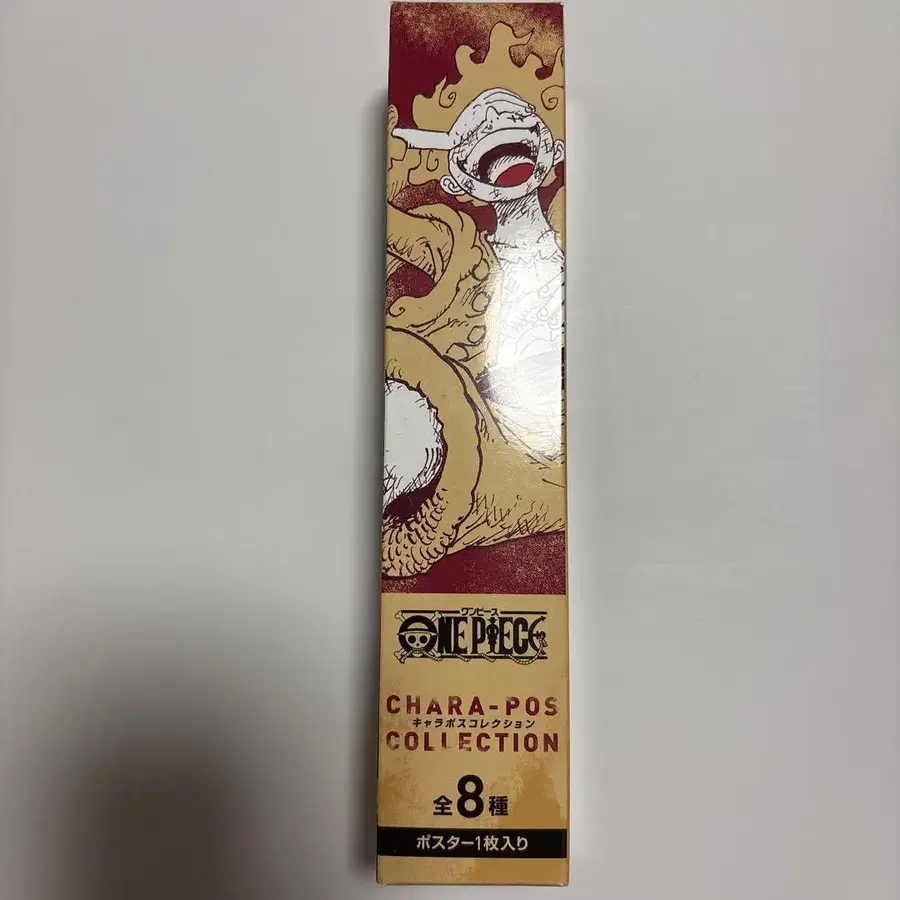 ワンピース
ONE PIECE
CHARA-POS
キャラポスコレクション
COLLECTION
全8種
ポスター1枚入り